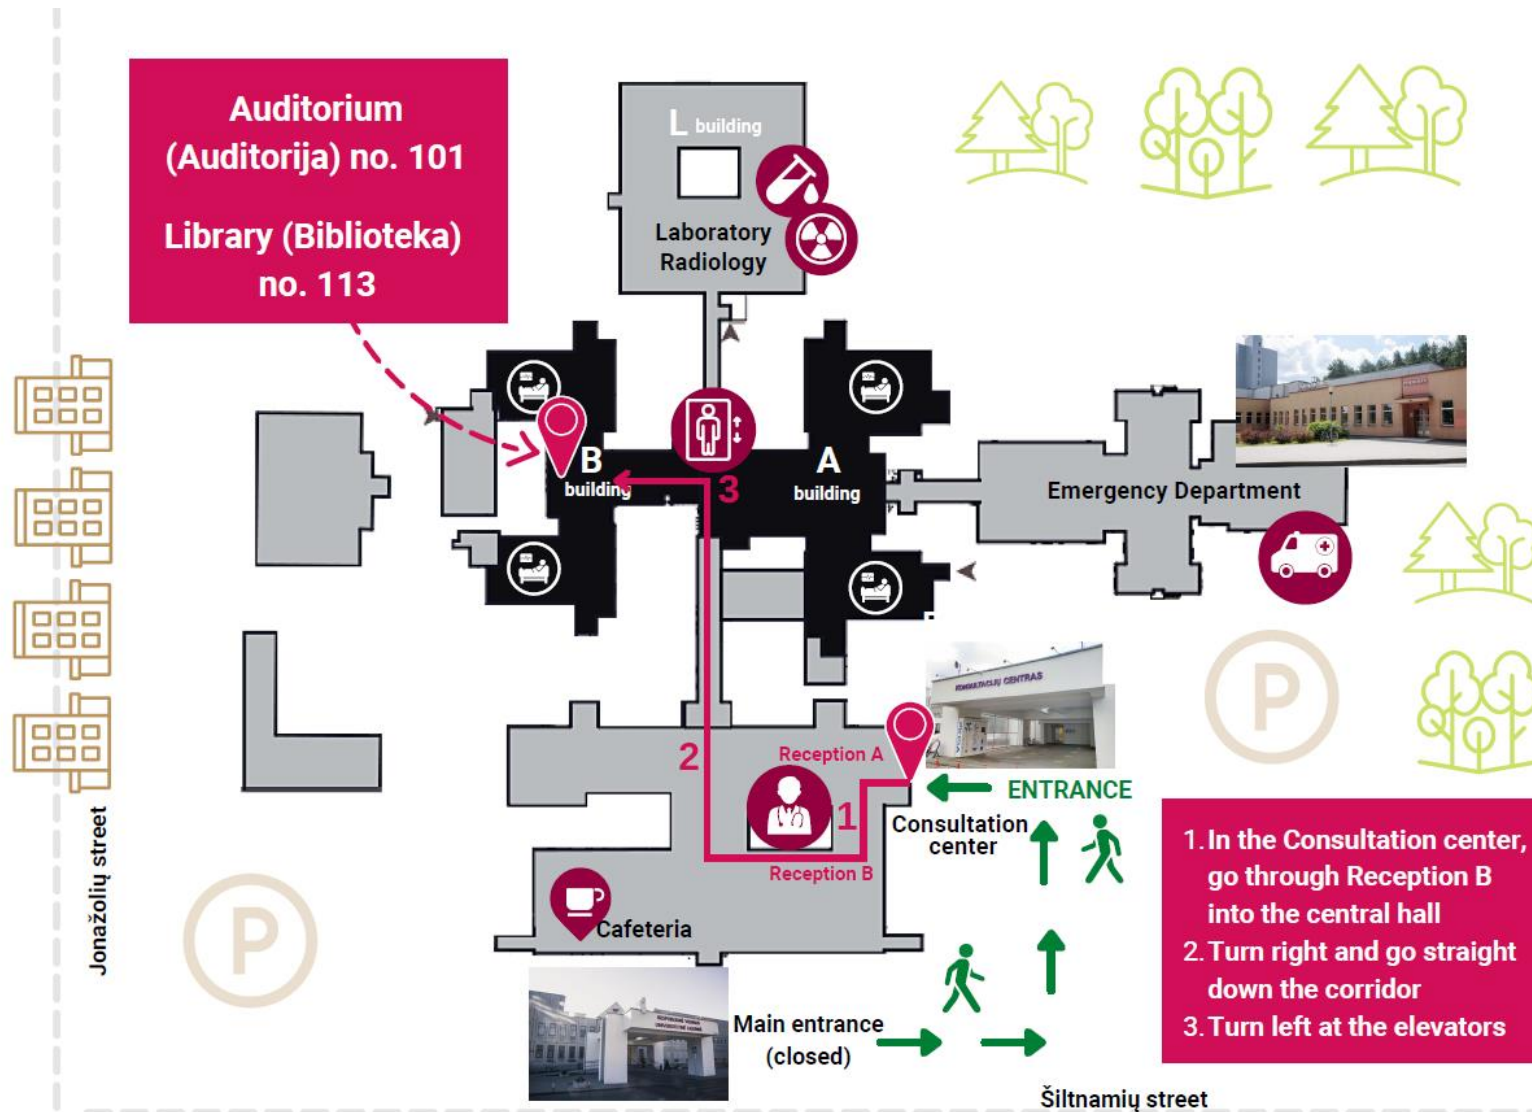 Auditorium
(Auditorija) no. 101
Library (Biblioteka)
no. 113
L building
Laboratory
Radiology
B
building
A
building
3
Emergency Department
KONSULTACIJŲ CENTRAS
2
Reception A
1
Reception B
ENTRANCE
Consultation
center
Cafeteria
P
P
Jonažolių street
Main entrance
(closed)
Šiltnamių street
1. In the Consultation center,
go through Reception B
into the central hall
2. Turn right and go straight
down the corridor
3. Turn left at the elevators